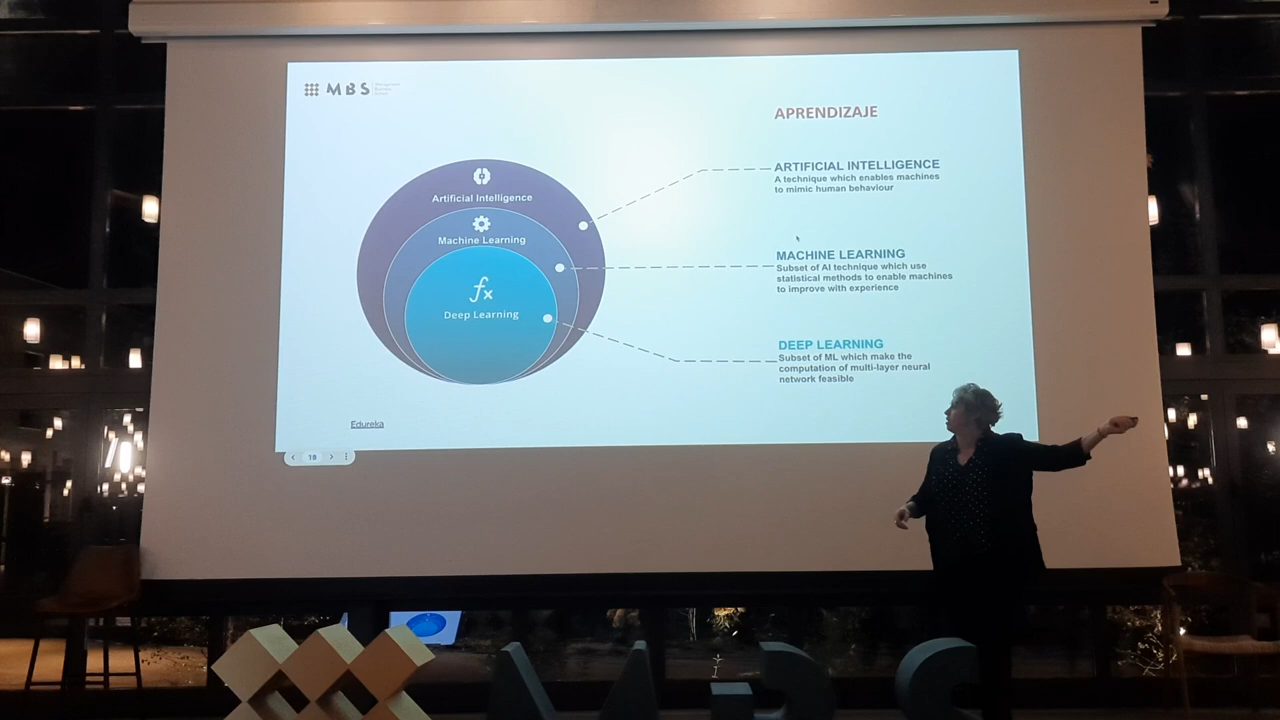 MBS
APRENDIZAJE
Artificial Intelligence
Machine Learning
fx
Deep Learning
ARTIFICIAL INTELLIGENCE
A technique which enables machines
to mimic human behaviour
MACHINE LEARNING
Subset of AI technique which use
statistical methods to enable machines
to improve with experience
DEEP LEARNING
Subset of ML which make the
computation of multi-layer neural
network feasible
Edureka
18
MBS